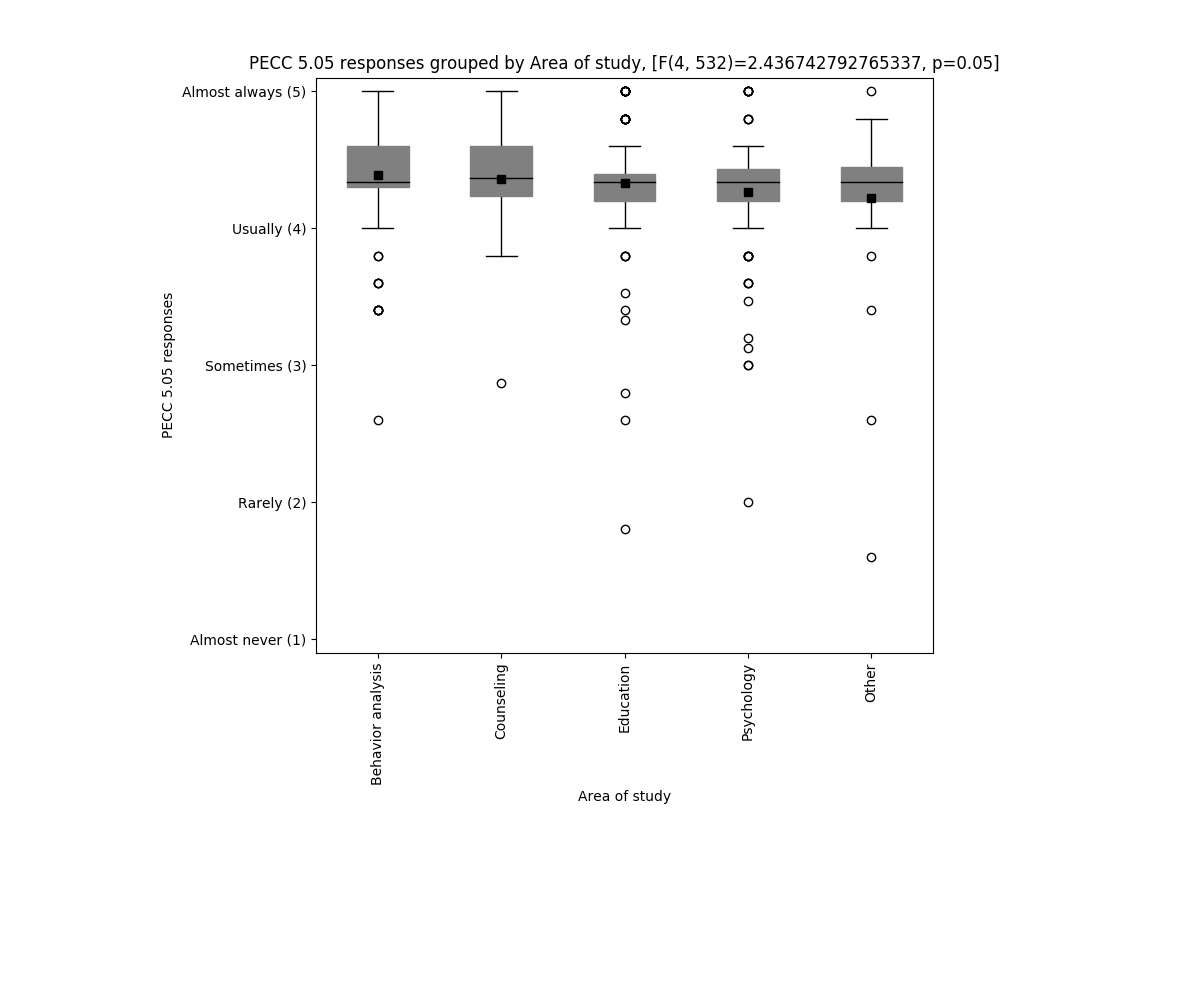 PECC 5.05 responses grouped by Area of study, [F(4, 532)=2.436742792765337, p=0.05]
Almost always (5)
Usually (4)
Sometimes (3)
Rarely (2)
Almost never (1)
PECC 5.05 responses
Behavior analysis
Counseling
Education
Psychology
Other
Area of study